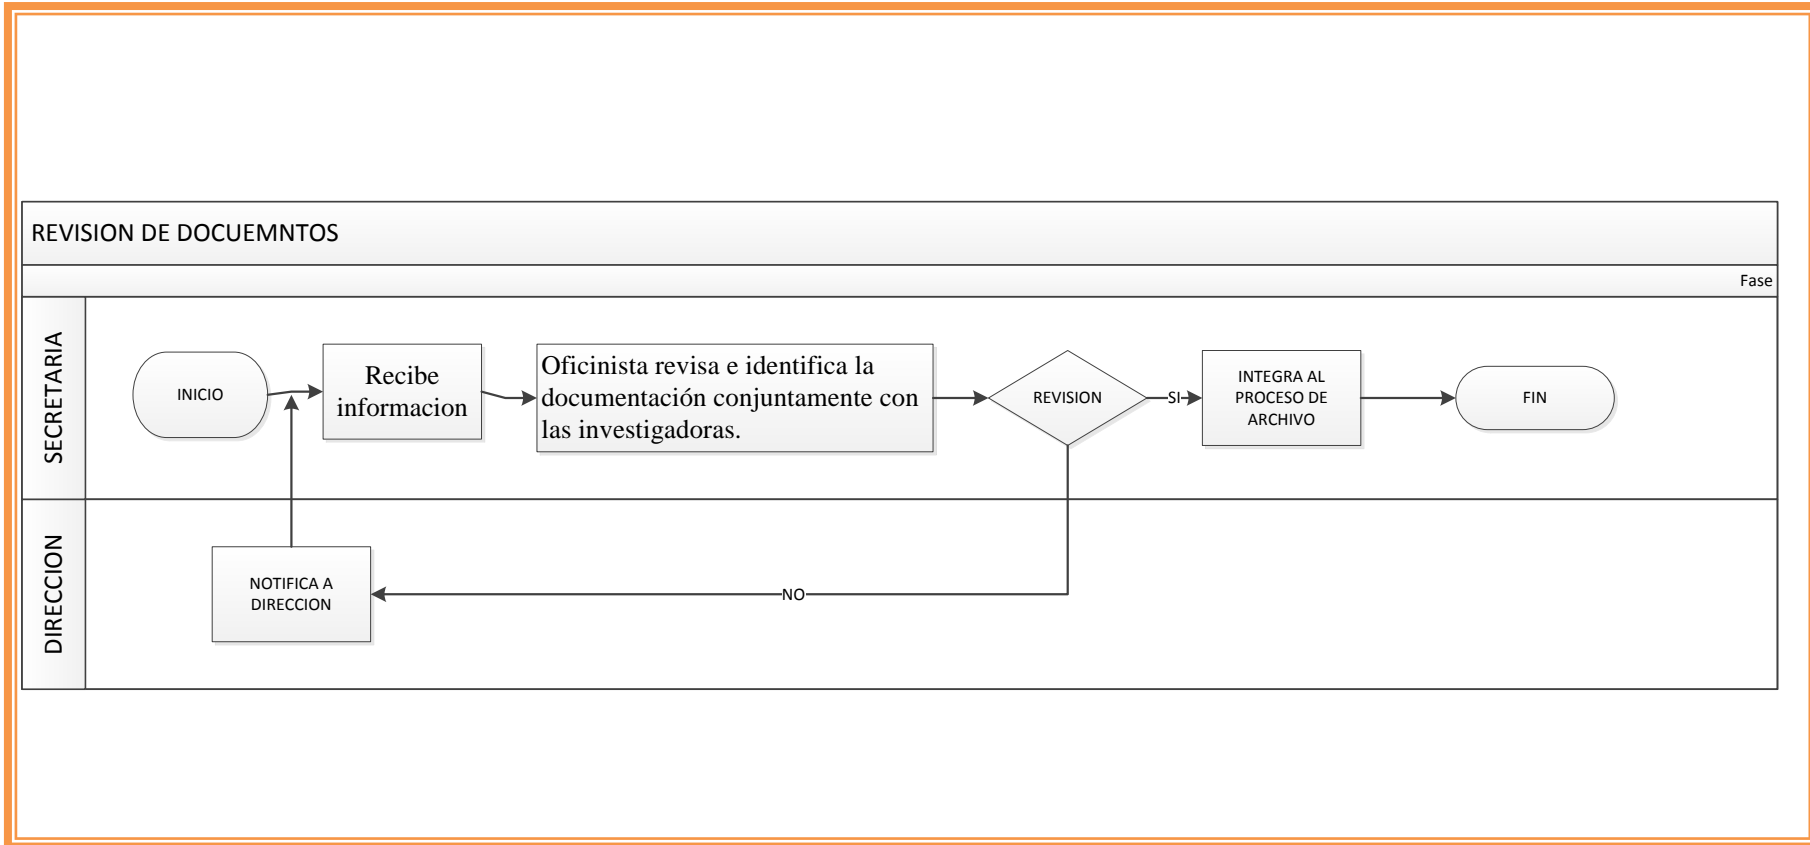 REVISION DE DOCUEMNTOS
Fase
SECRETARIA
INICIO
Recibe
informacion
Oficinista revisa e identifica la
documentación conjuntamente con
las investigadoras.
REVISION
SI
INTEGRA AL
PROCESO DE
ARCHIVO
FIN
DIRECCION
NOTIFICA A
DIRECCION
NO